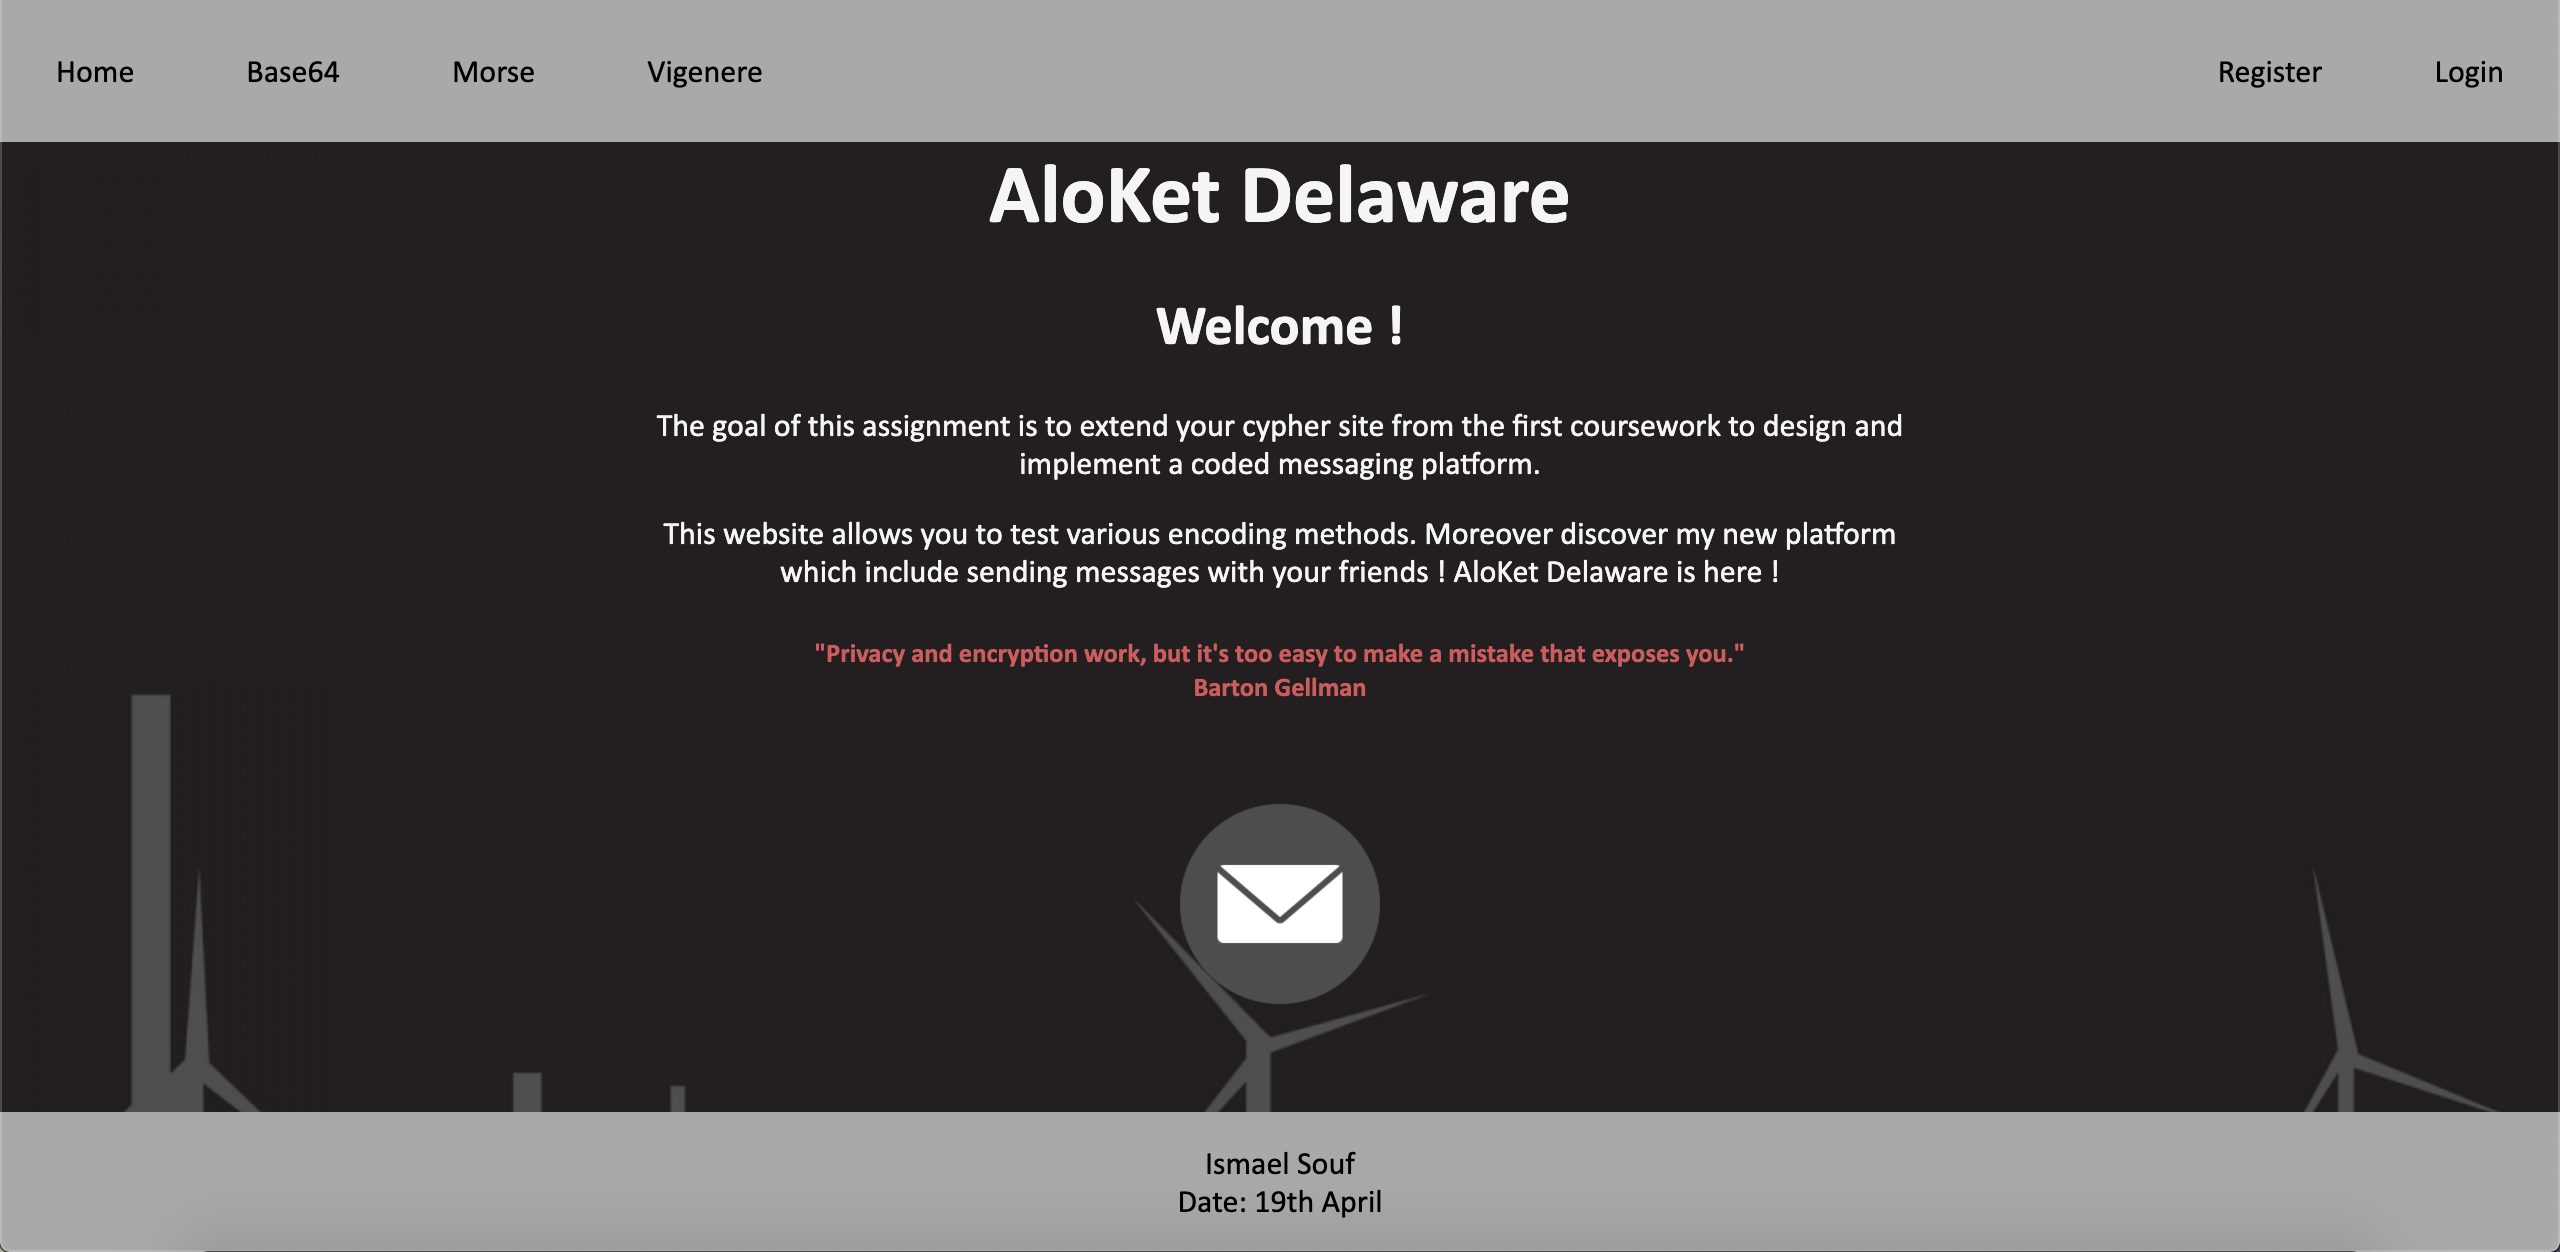 Home Base64 Morse Vigenere Register Login
AloKet Delaware
Welcome !
The goal of this assignment is to extend your cypher site from the first coursework to design and
implement a coded messaging platform.
This website allows you to test various encoding methods. Moreover discover my new platform
which include sending messages with your friends ! AloKet Delaware is here !
"Privacy and encryption work, but it's too easy to make a mistake that exposes you."
Barton Gellman
Ismael Souf
Date: 19th April